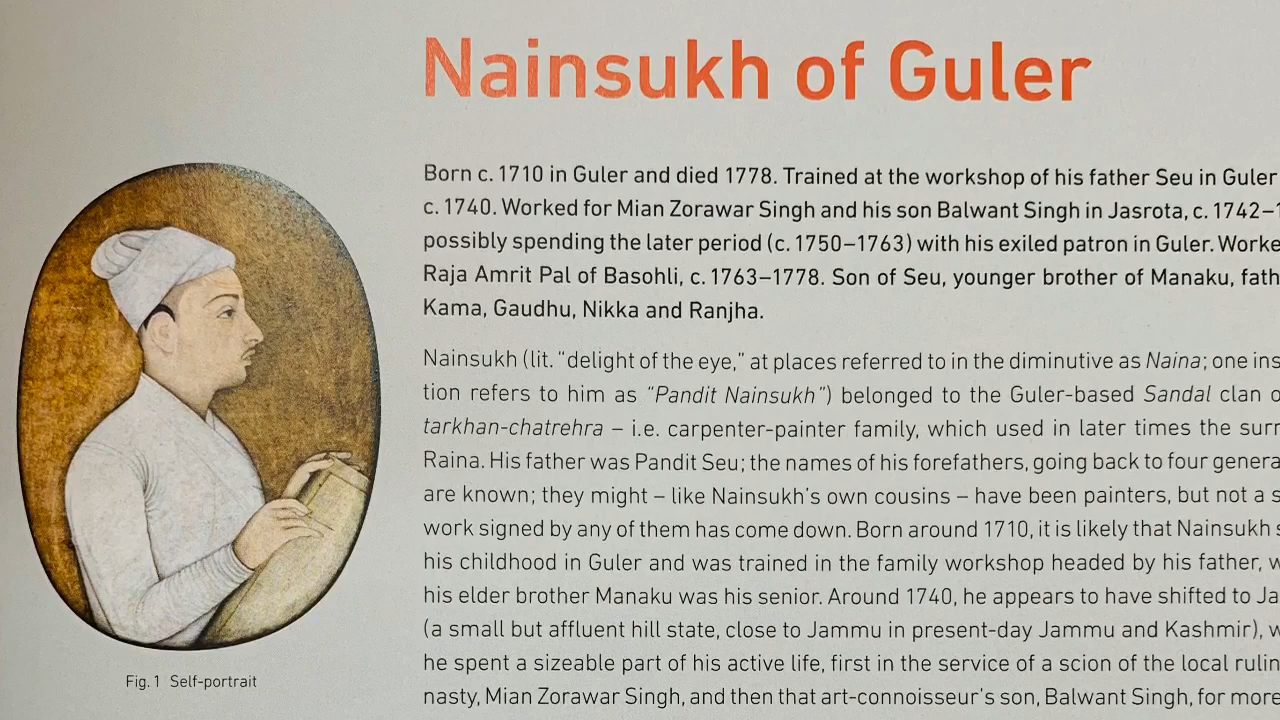 Nainsukh of Guler
Born c. 1710 in Guler and died 1778. Trained at the workshop of his father Seu in Guler
c. 1740. Worked for Mian Zorawar Singh and his son Balwant Singh in Jasrota, c. 1742–1
possibly spending the later period (c. 1750–1763) with his exiled patron in Guler. Worke
Raja Amrit Pal of Basohli, c. 1763–1778. Son of Seu, younger brother of Manaku, fath
Kama, Gaudhu, Nikka and Ranjha.
Nainsukh (lit. “delight of the eye,” at places referred to in the diminutive as Naina; one ins
tion refers to him as “Pandit Nainsukh”) belonged to the Guler-based Sandal clan o
tarkhan-chatrehra – i.e. carpenter-painter family, which used in later times the surr
Raina. His father was Pandit Seu; the names of his forefathers, going back to four genera
are known; they might – like Nainsukh’s own cousins – have been painters, but not a s
work signed by any of them has come down. Born around 1710, it is likely that Nainsukh s
his childhood in Guler and was trained in the family workshop headed by his father, w
his elder brother Manaku was his senior. Around 1740, he appears to have shifted to Ja
(a small but affluent hill state, close to Jammu in present-day Jammu and Kashmir), w
he spent a sizeable part of his active life, first in the service of a scion of the local rulin
nasty, Mian Zorawar Singh, and then that art-connoisseur’s son, Balwant Singh, for more
Fig. 1 Self-portrait